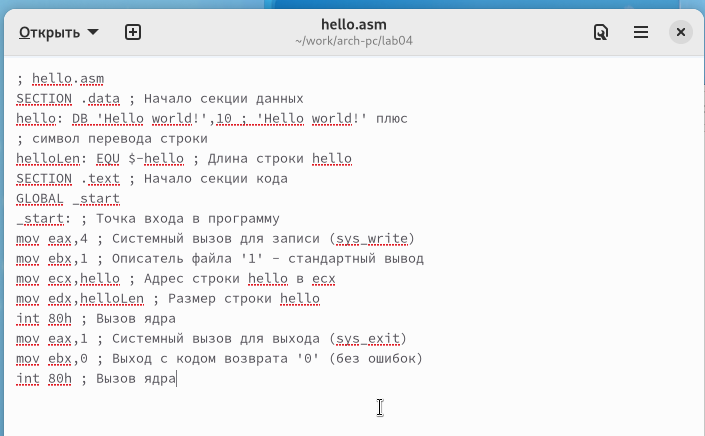 Открыть
hello.asm
~/work/arch-pc/lab04
; hello.asm
SECTION .data ; Начало секции данных
hello: DB 'Hello world!',10 ; 'Hello world!' плюс
; символ перевода строки
helloLen: EQU $-hello ; Длина строки hello
SECTION .text ; Начало секции кода
GLOBAL _start
_start: ; Точка входа в программу
mov eax,4 ; Системный вызов для записи (sys_write)
mov ebx,1 ; Описатель файла '1' - стандартный вывод
mov ecx,hello ; Адрес строки hello в ecx
mov edx,helloLen ; Размер строки hello
int 80h ; Вызов ядра
mov eax,1 ; Системный вызов для выхода (sys_exit)
mov ebx,0 ; Выход с кодом возврата '0' (без ошибок)
int 80h ; Вызов ядра